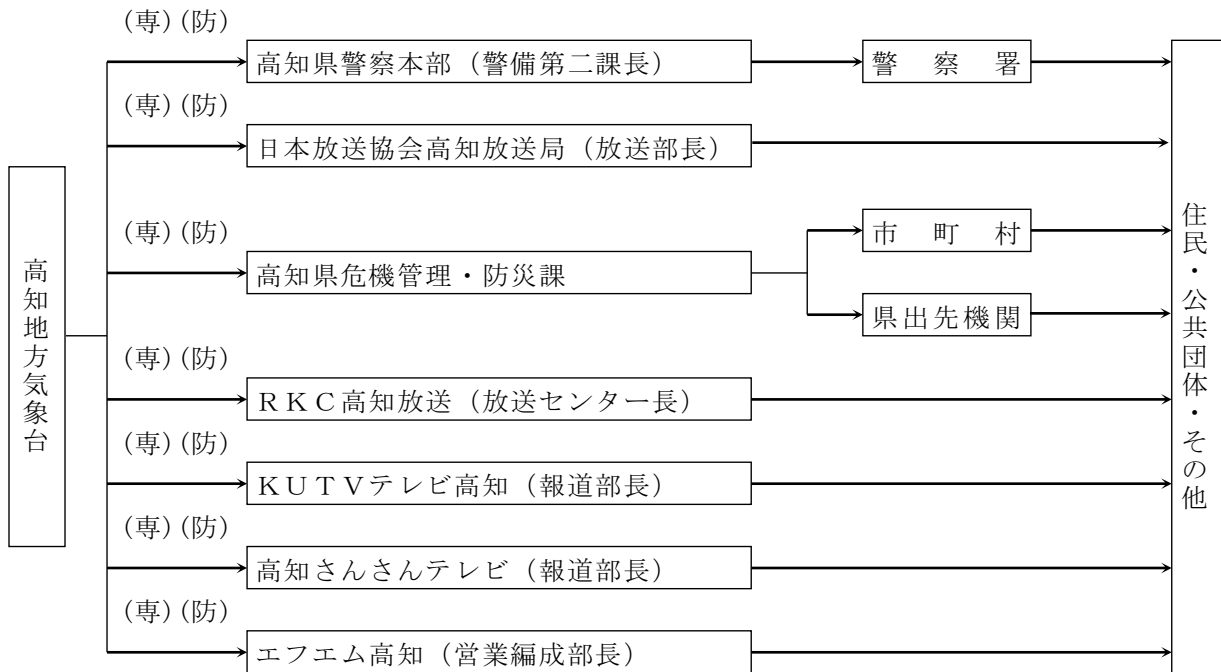 (専)(防)
高知県警察本部（警備第二課長）
警察署
(専)(防)
日本放送協会高知放送局（放送部長）
(専)(防)
高知県危機管理・防災課
市町村
県出先機関
高知地方気象台
(専)(防)
ＲＫＣ高知放送（放送センター長）
(専)(防)
ＫＵＴＶテレビ高知（報道部長）
(専)(防)
高知さんさんテレビ（報道部長）
(専)(防)
エフエム高知（営業編成部長）
住民・公共団体・その他